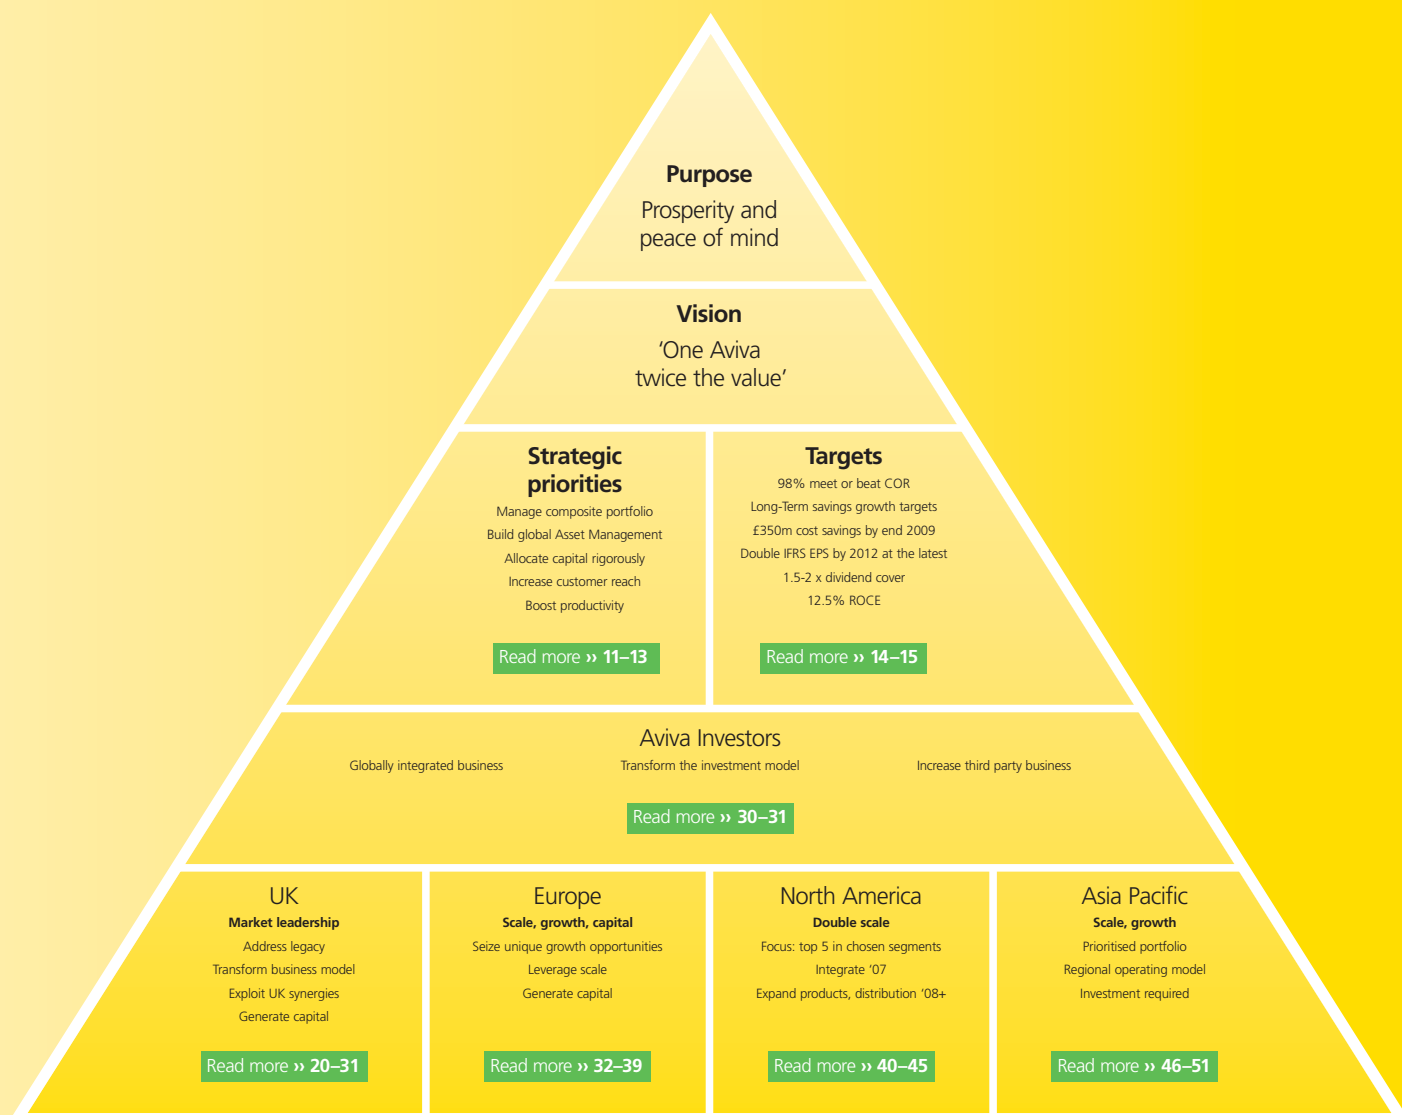 Purpose
Prosperity and
peace of mind
Vision
‘One Aviva
twice the value’
Strategic
priorities
Manage composite portfolio
Build global Asset Management
Allocate capital rigorously
Increase customer reach
Boost productivity
Read more ›› 11–13
Targets
98% meet or beat COR
Long-Term savings growth targets
£350m cost savings by end 2009
Double IFRS EPS by 2012 at the latest
1.5-2 x dividend cover
12.5% ROCE
Read more ›› 14–15
Aviva Investors
Globally integrated business
Transform the investment model
Increase third party business
Read more ›› 30–31
UK
Market leadership
Address legacy
Transform business model
Exploit UK synergies
Generate capital
Read more ›› 20–31
Europe
Scale, growth, capital
Seize unique growth opportunities
Leverage scale
Generate capital
Read more ›› 32–39
North America
Double scale
Focus: top 5 in chosen segments
Integrate ’07
Expand products, distribution ’08+
Read more ›› 40–45
Asia Pacific
Scale, growth
Prioritised portfolio
Regional operating model
Investment required
Read more ›› 46–51